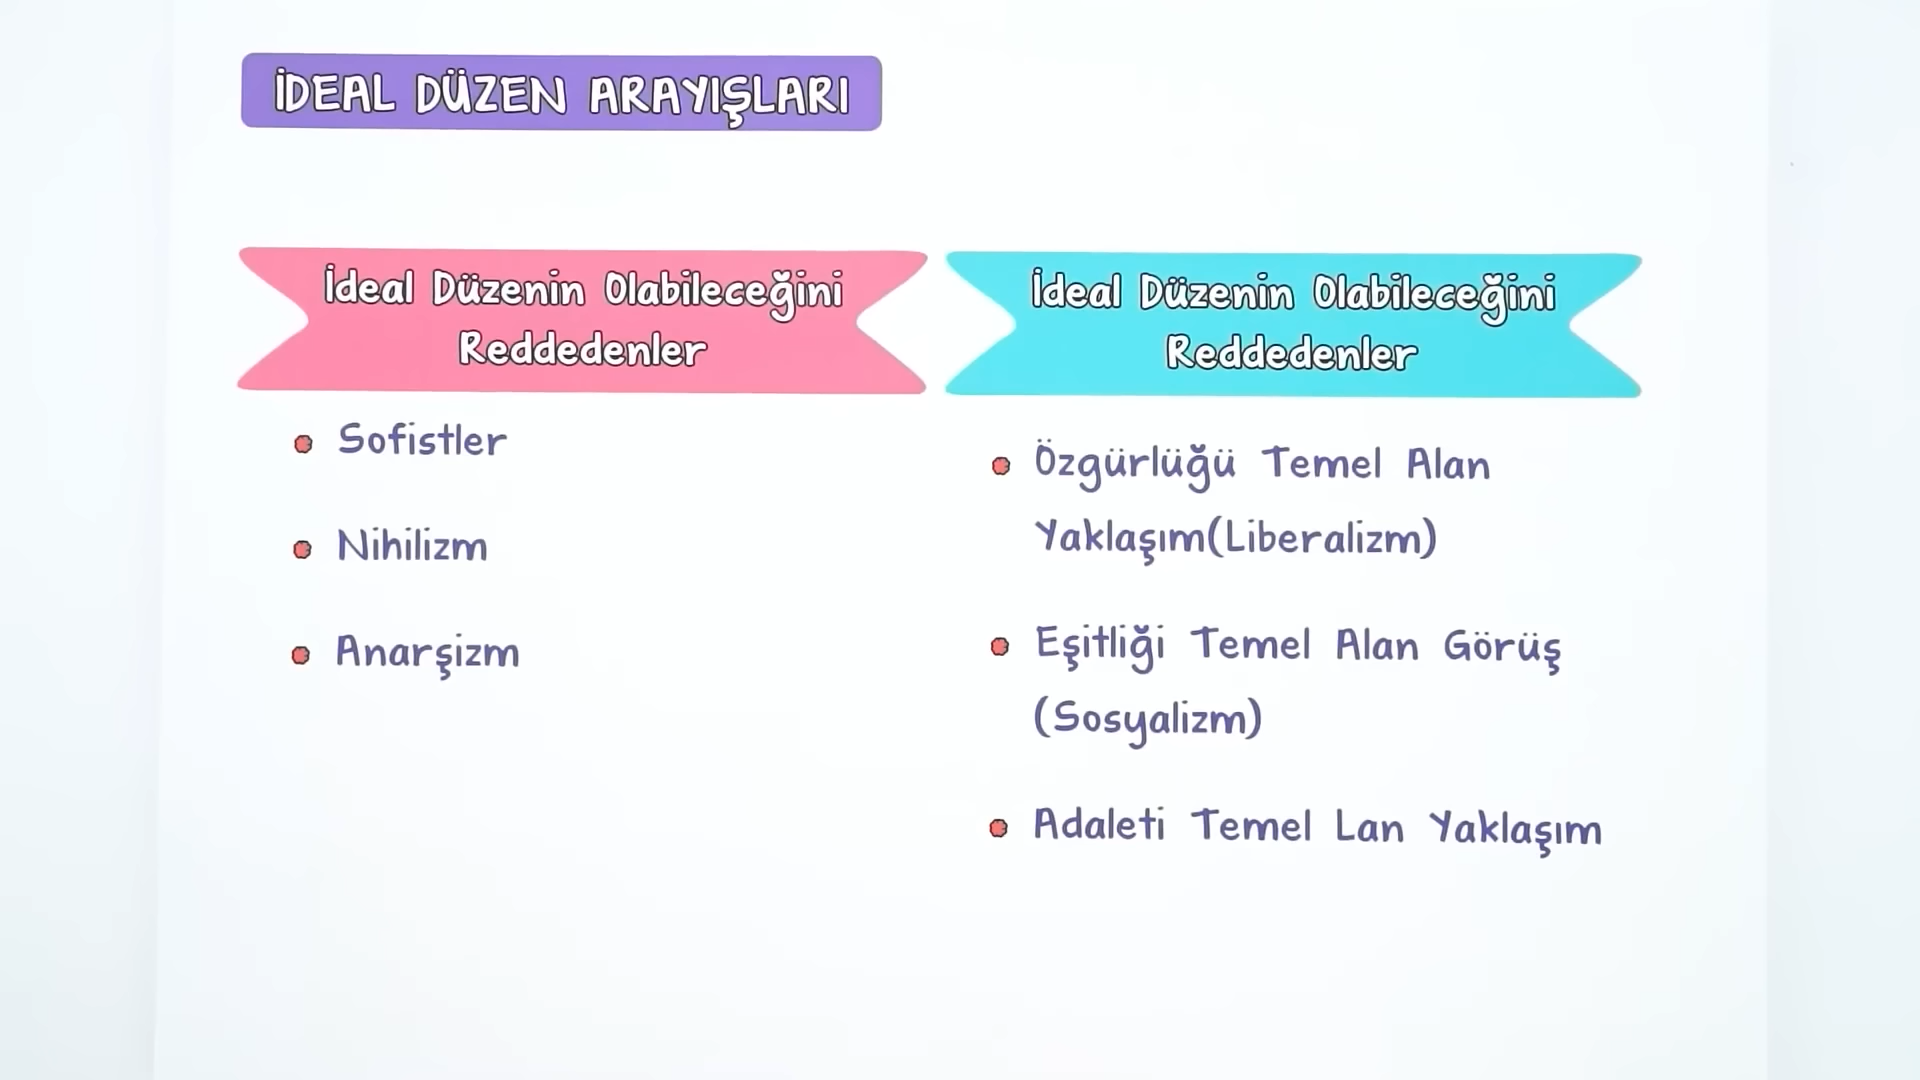 İDEAL DÜZEN ARAYIŞLARI
İdeal Düzenin Olabileceğini
Reddedenler
Sofistler
Nihilizm
Anarşizm
İdeal Düzenin Olabileceğini
Reddedenler
Özgürlüğü Temel Alan
Yaklaşım(Liberalizm)
Eşitliği Temel Alan Görüş
(Sosyalizm)
Adaleti Temel Lan Yaklaşım